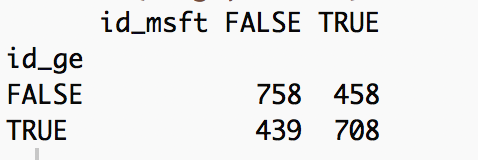 id_msft FALSE TRUE
id_ge
FALSE 758 458
TRUE 439 708